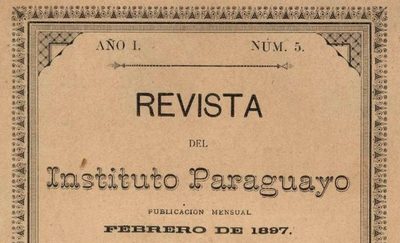 AÑO I. NÚM. 5.
REVISTA
DEL
Instituto Paraguayo
PUBLICACIÓN MENSUAL
FEBRERO DE 1897.